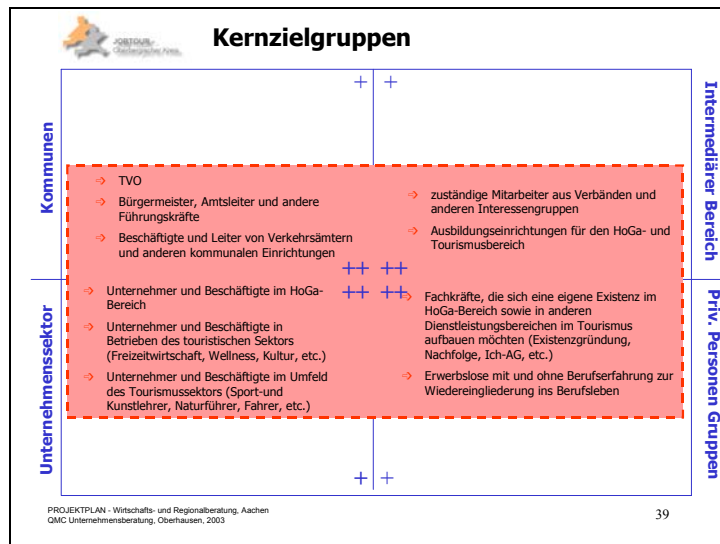 JOBTOUR
Oberbergischer Kreis
Kernzielgruppen
+ +
Kommunen
Intermediärer Bereich
⇨ TVO
⇨ Bürgermeister, Amtsleiter und andere
Führungskräfte
⇨ Beschäftigte und Leiter von Verkehrsämtern
und anderen kommunalen Einrichtungen
⇨ zuständige Mitarbeiter aus Verbänden und
anderen Interessengruppen
⇨ Ausbildungseinrichtungen für den HoGa- und
Tourismusbereich
++ ++
++ ++
Unternehmenssektor
Priv. Personen Gruppen
⇨ Unternehmer und Beschäftigte im HoGa-
Bereich
⇨ Unternehmer und Beschäftigte in
Betrieben des touristischen Sektors
(Freizeitwirtschaft, Wellness, Kultur, etc.)
⇨ Unternehmer und Beschäftigte im Umfeld
des Tourismussektors (Sport-und
Kunstlehrer, Naturführer, Fahrer, etc.)
⇨ Fachkräfte, die sich eine eigene Existenz im
HoGa-Bereich sowie in anderen
Dienstleistungsbereichen im Tourismus
aufbauen möchten (Existenzgründung,
Nachfolge, Ich-AG, etc.)
⇨ Erwerbslose mit und ohne Berufserfahrung zur
Wiedereingliederung ins Berufsleben
+ +
PROJEKTPLAN - Wirtschafts- und Regionalberatung, Aachen
QMC Unternehmensberatung, Oberhausen, 2003
39